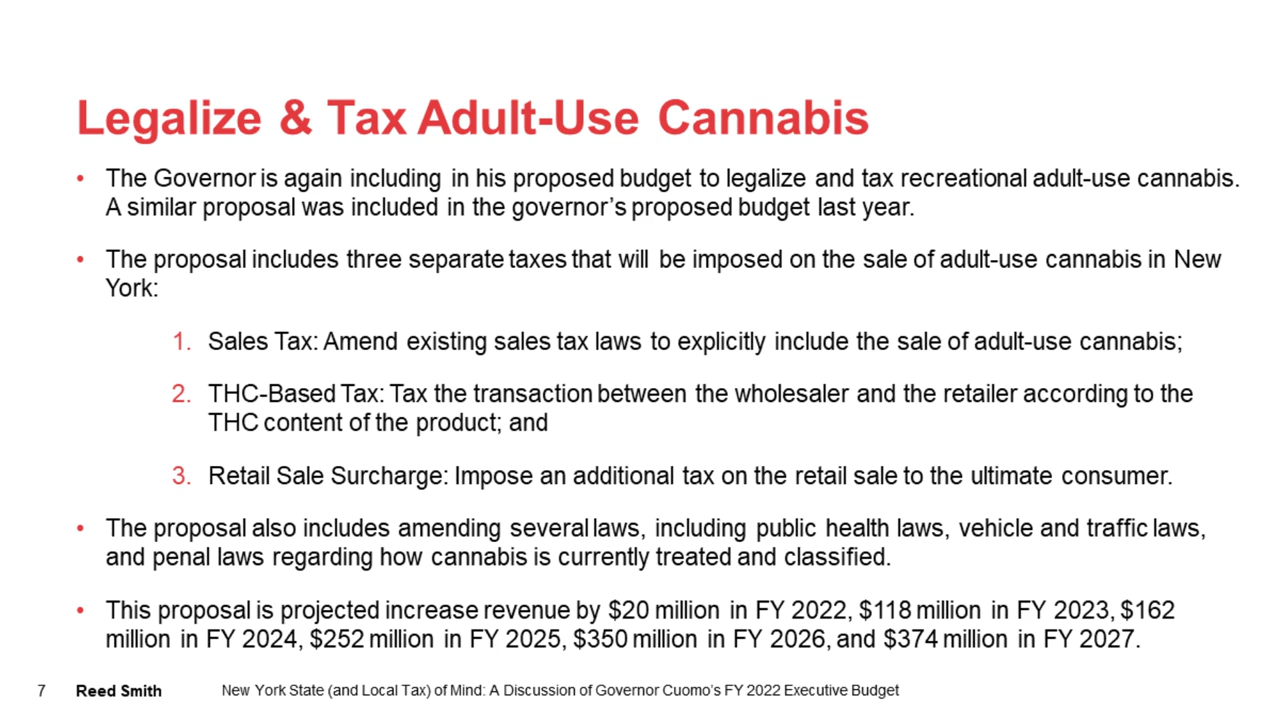 Legalize & Tax Adult-Use Cannabis
• The Governor is again including in his proposed budget to legalize and tax recreational adult-use cannabis.
A similar proposal was included in the governor's proposed budget last year.
• The proposal includes three separate taxes that will be imposed on the sale of adult-use cannabis in New
York:
1. Sales Tax: Amend existing sales tax laws to explicitly include the sale of adult-use cannabis;
2. THC-Based Tax: Tax the transaction between the wholesaler and the retailer according to the
THC content of the product; and
3. Retail Sale Surcharge: Impose an additional tax on the retail sale to the ultimate consumer.
• The proposal also includes amending several laws, including public health laws, vehicle and traffic laws,
and penal laws regarding how cannabis is currently treated and classified.
• This proposal is projected increase revenue by $20 million in FY 2022, $118 million in FY 2023, $162
million in FY 2024, $252 million in FY 2025, $350 million in FY 2026, and $374 million in FY 2027.
7 Reed Smith New York State (and Local Tax) of Mind: A Discussion of Governor Cuomo's FY 2022 Executive Budget